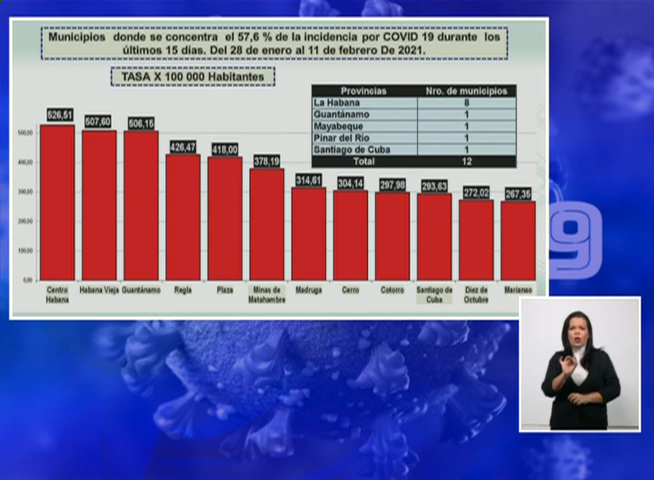 Municipios donde se concentra el 57,6 % de la incidencia por COVID 19 durante los
últimos 15 días. Del 28 de enero al 11 de febrero De 2021.
TASA X 100 000 Habitantes
Provincias Nro. de municipios
La Habana 8
Guantánamo 1
Mayabeque 1
Pinar del Río 1
Santiago de Cuba 1
Total 12
526,51 507,60 506,15 426,47 418,00 378,19 314,61 304,14 297,98 293,63 272,02 267,35
500,00
400,00
300,00
200,00
100,00
0,00
Centro Habana Vieja Guantánamo Regla Plaza Minas de Madruga Cerro Cotorro Santiago de Diez de Marianao
Habana Matahambre Cuba Octubre
9